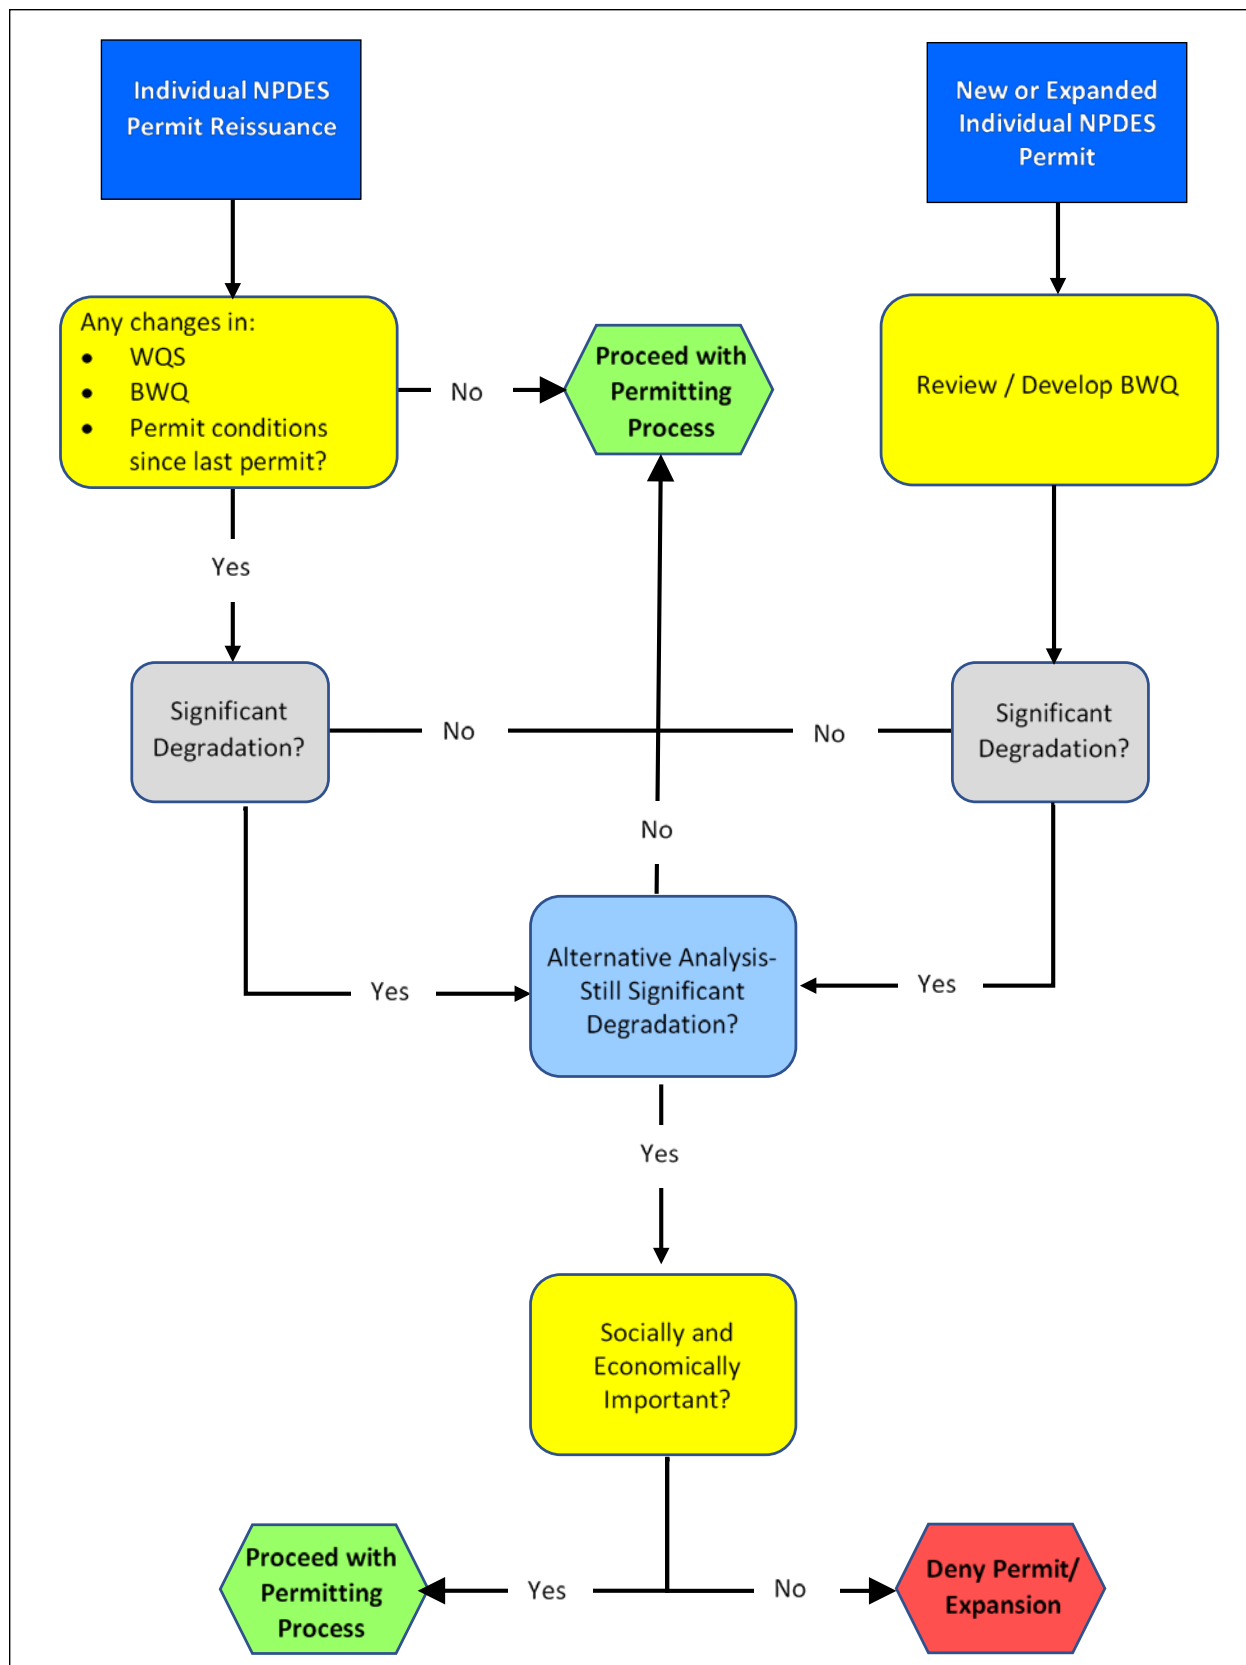 Individual NPDES
Permit Reissuance
New or Expanded
Individual NPDES
Permit
Any changes in:
• WQS
• BWQ
• Permit conditions
since last permit?
No
Proceed with
Permitting
Process
Review / Develop BWQ
Yes
Significant
Degradation?
No
No
Significant
Degradation?
No
Alternative Analysis-
Still Significant
Degradation?
Yes
Yes
Yes
Socially and
Economically
Important?
Proceed with
Permitting
Process
Yes
No
Deny Permit/
Expansion